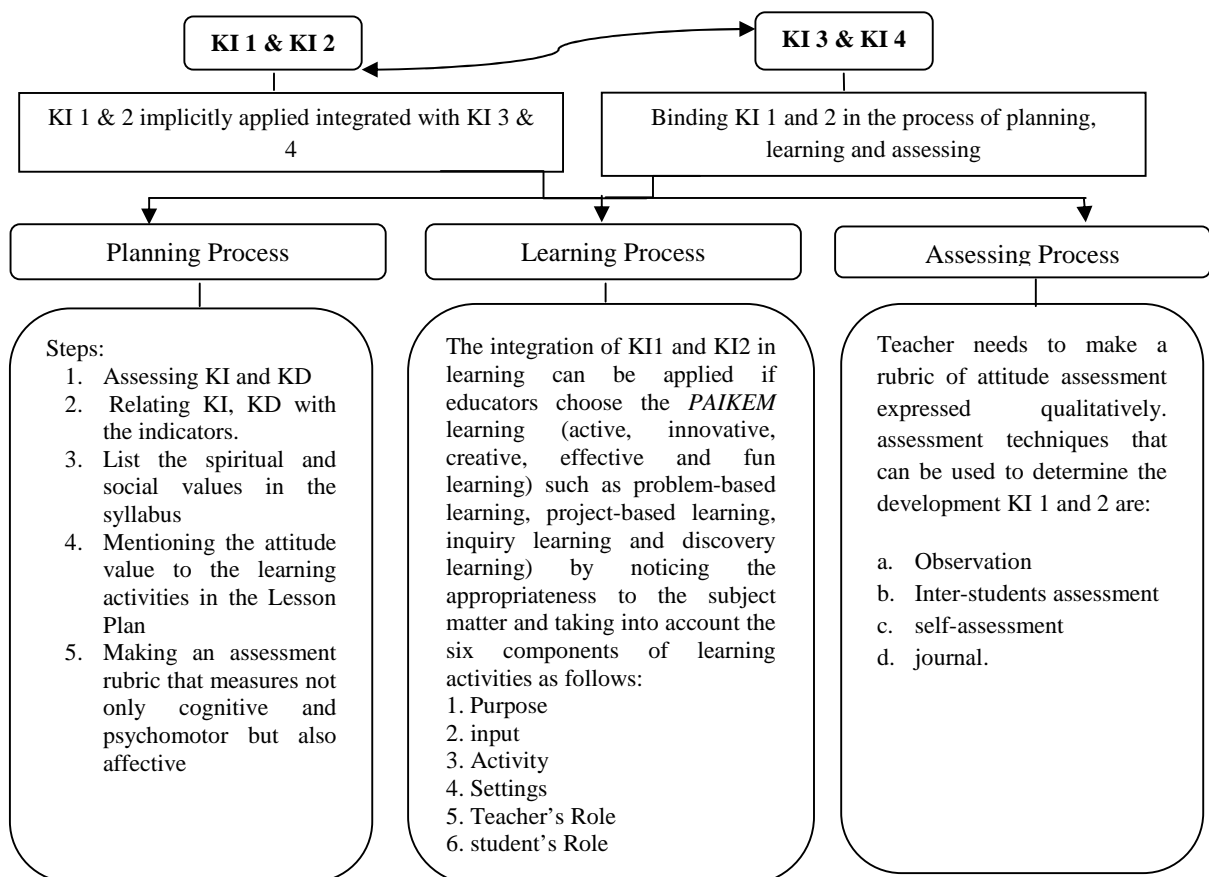 KI 1 & KI 2
KI 3 & KI 4
KI 1 & 2 implicitly applied integrated with KI 3 &
4
Binding KI 1 and 2 in the process of planning,
learning and assessing
Planning Process
Learning Process
Assessing Process
Steps:
1. Assessing KI and KD
2. Relating KI, KD with
the indicators.
3. List the spiritual and
social values in the
syllabus
4. Mentioning the attitude
value to the learning
activities in the Lesson
Plan
5. Making an assessment
rubric that measures not
only cognitive and
psychomotor but also
affective
The integration of KI1 and KI2 in
learning can be applied if
educators choose the PAIKEM
learning (active, innovative,
creative, effective and fun
learning) such as problem-based
learning, project-based learning,
inquiry learning and discovery
learning) by noticing the
appropriateness to the subject
matter and taking into account the
six components of learning
activities as follows:
1. Purpose
2. input
3. Activity
4. Settings
5. Teacher’s Role
6. student’s Role
Teacher needs to make a
rubric of attitude assessment
expressed qualitatively.
assessment techniques that
can be used to determine the
development KI 1 and 2 are:
a. Observation
b. Inter-students assessment
c. self-assessment
d. journal.